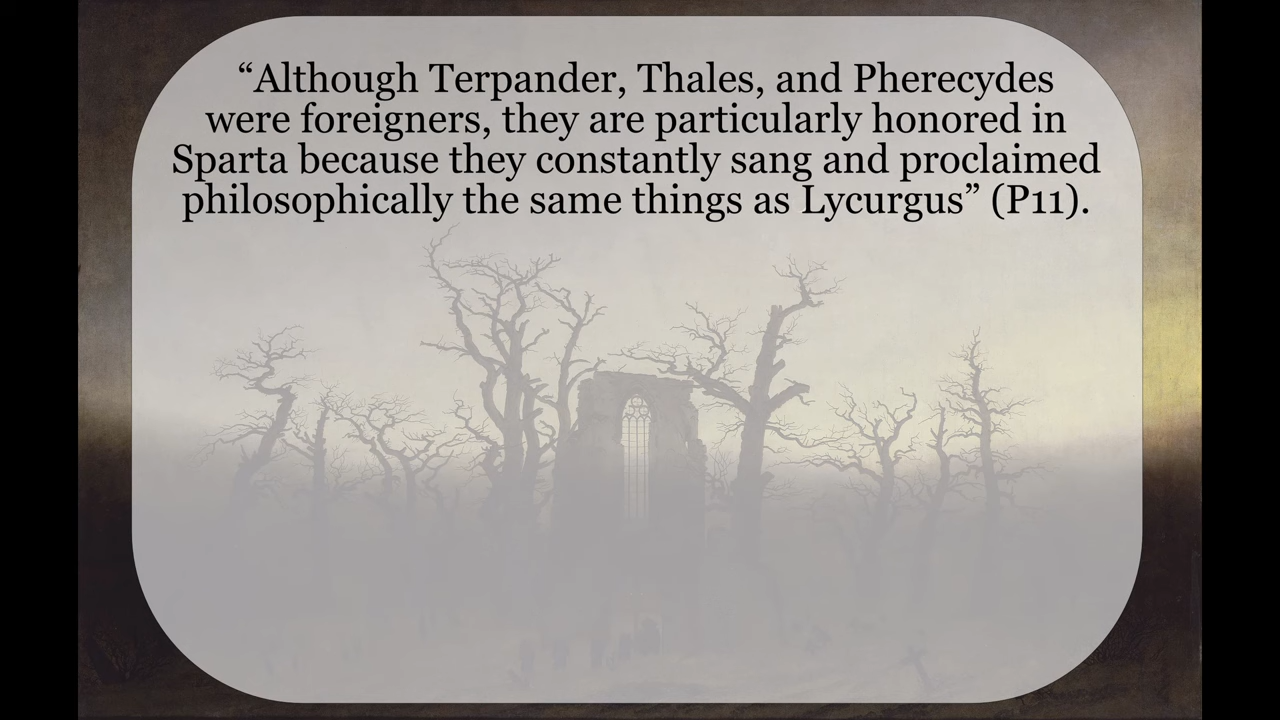 “Although Terpander, Thales, and Pherecydes
were foreigners, they are particularly honored in
Sparta because they constantly sang and proclaimed
philosophically the same things as Lycurgus” (P11).